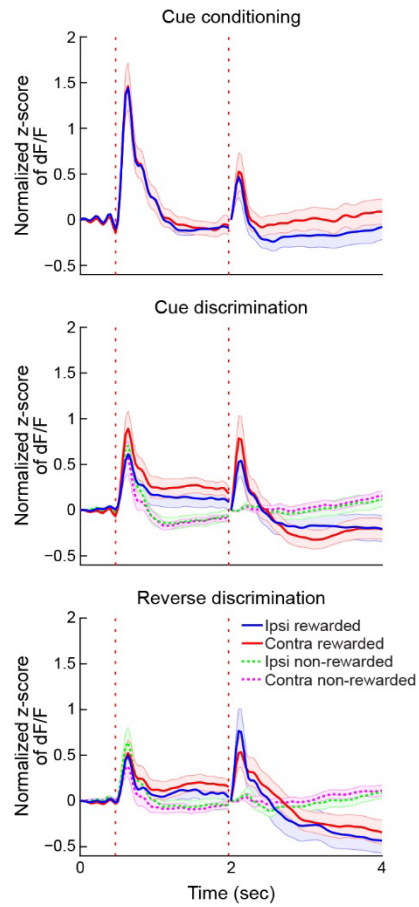 Cue conditioning
2
1.5
1
0.5
0
−0.5
Normalized z-score
of dF/F
Cue discrimination
2
1.5
1
0.5
0
−0.5
Normalized z-score
of dF/F
Reverse discrimination
2
1.5
1
0.5
0
−0.5
Normalized z-score
of dF/F
Ipsi rewarded
Contra rewarded
Ipsi non-rewarded
Contra non-rewarded
0
2
4
Time (sec)